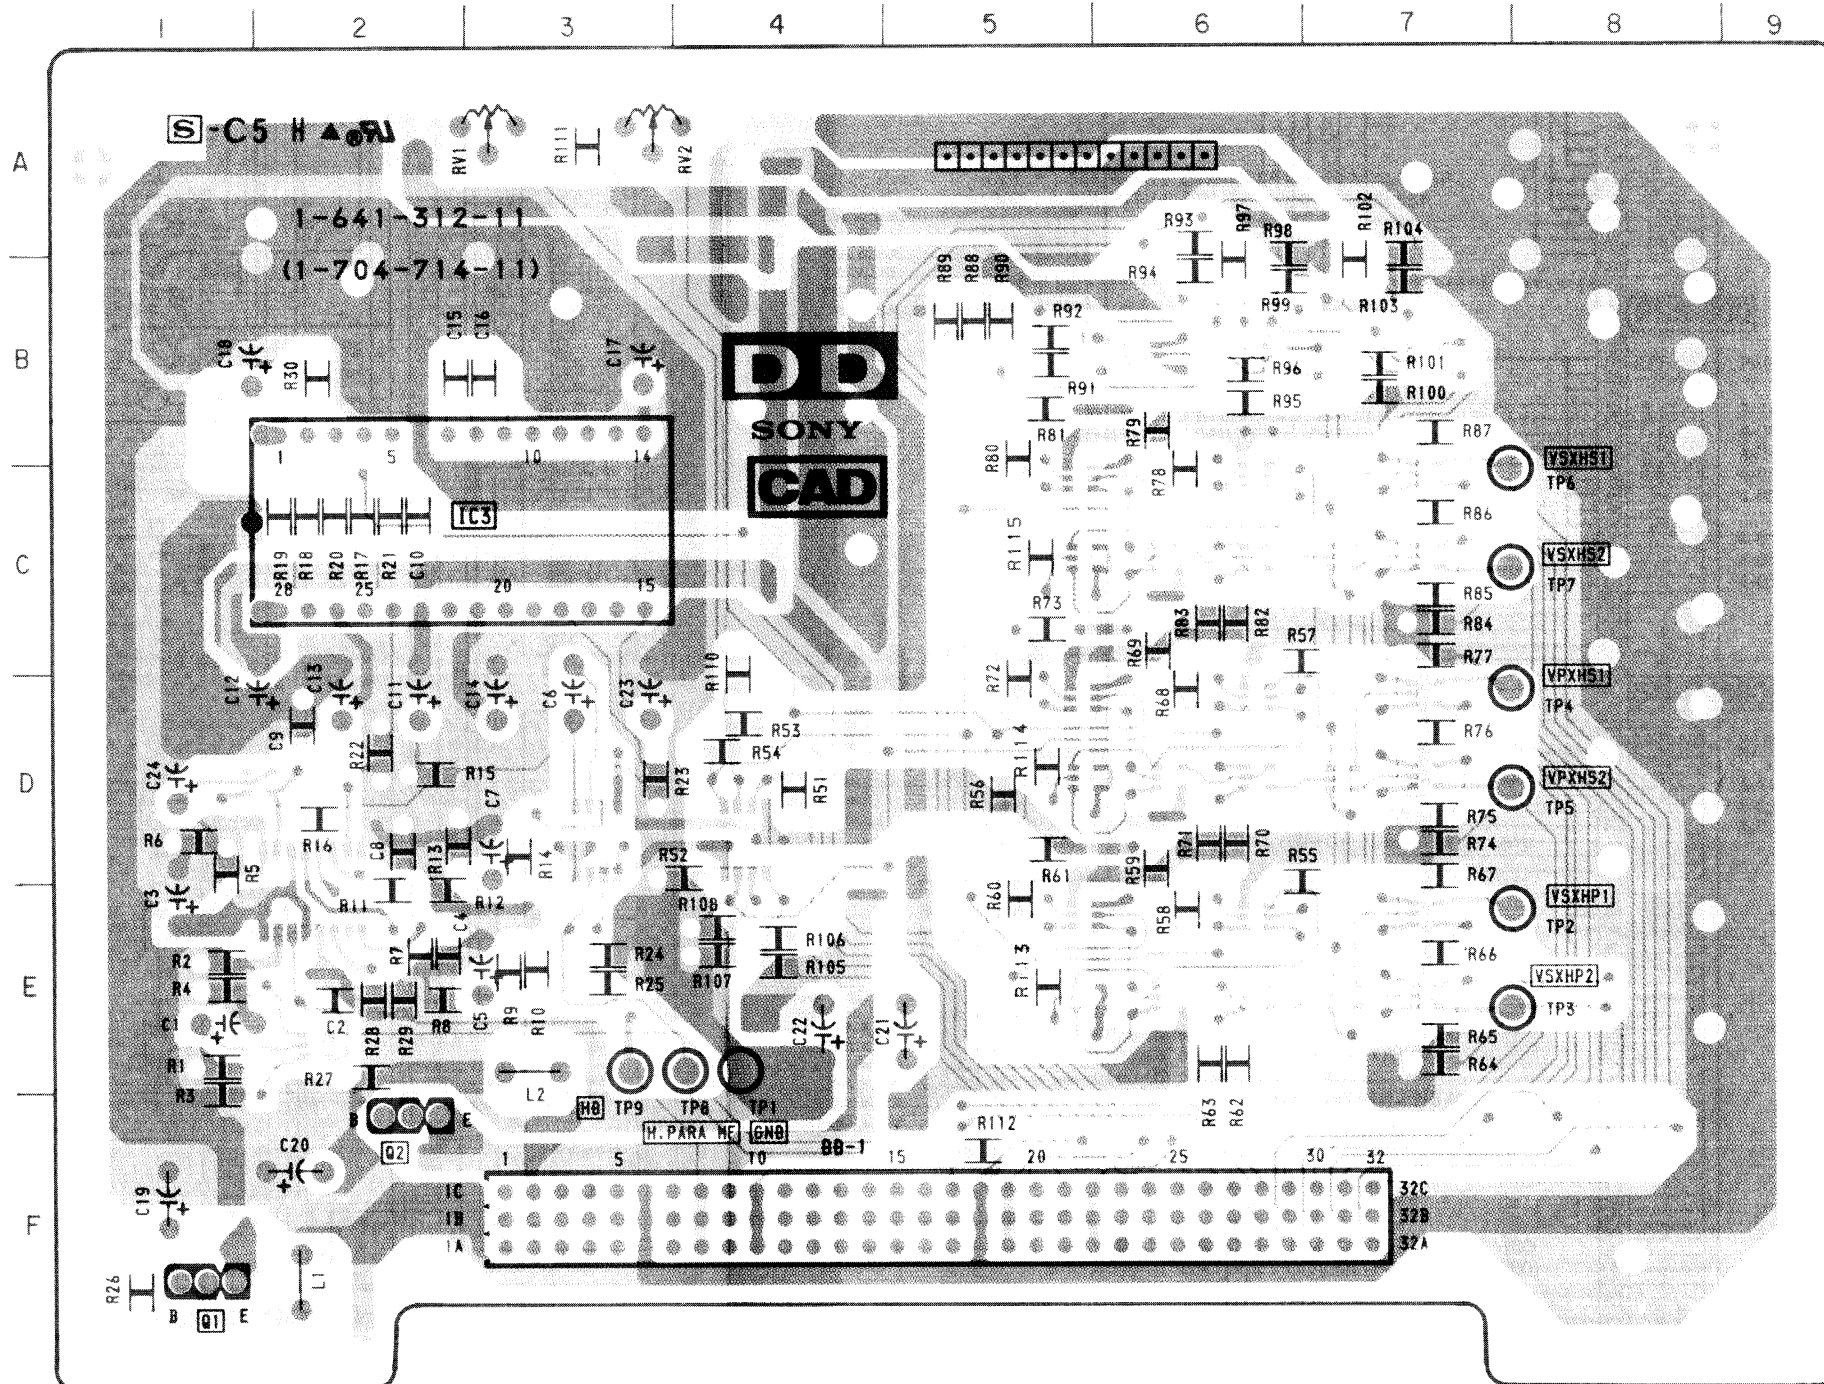 1 2 3 4 5 6 7 8 9
A
S -C5 H ▲ ® UR
RV1 R111 RV2
1-641-312-11
(1-704-714-11)
R93 R97 R98 R102 R104
R94 R99 R103
R89 R88 R90
R92
B
C18 R30 C15 C16 C17
DD
R91 R96 R95 R101 R100
SONY
R81 R80 R79 R78 R87
1 5 10 14
CAD
VSXHS1
TP6
IC3
R86
C
R19 R18 R20 R17 R21 C10
28 25 20 15
R115
VSXHS2
TP7
R73 R83 R82 R57 R85
R84
R69 R77
C12 C13 C11 C14 C6 C23 R110 R72 R68
VPXHS1
TP4
C9 R22 R53 R54 R76
D
C24 R15 R23 R51 R114 R56
VPXHS2
TP5
C7 R75
R6 R16 C8 R13 R14 R71 R70 R74
R5 R52 R61 R59 R55 R67
C3 R11 R12 R108 R60 R58
VSXHP1
TP2
C4
R2 R7 R24 R106 R66
R4 R25 R107 R105 R113
VSXHP2
E
C1 C2 R28 R29 R8 C5 R9 R10 C22 C21 TP3
R65
R1 R27 R64
R3 L2
H8 TP9 TP8 TP1 R63 R62
B E
H.PARA ME GND BB-1 R112
C20 Q2
1 5 10 15 20 25 30 32
C19 1C 32C
F 1B 32B
1A 32A
R26 L1
B Q1 E